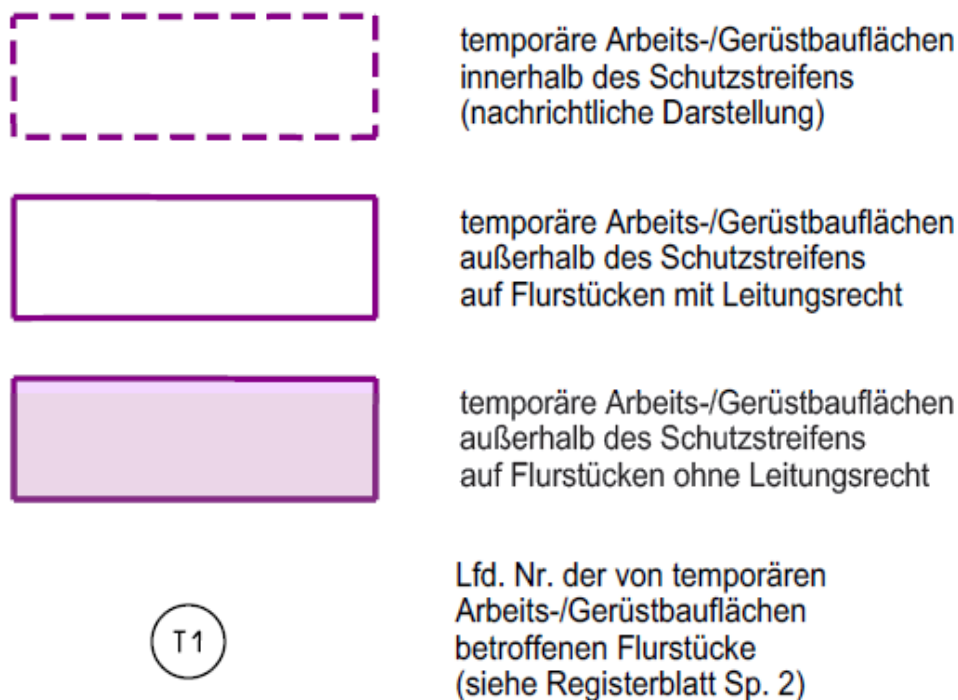 temporäre Arbeits-/Gerüstbauflächen
innerhalb des Schutzstreifens
(nachrichtliche Darstellung)
temporäre Arbeits-/Gerüstbauflächen
außerhalb des Schutzstreifens
auf Flurstücken mit Leitungsrecht
temporäre Arbeits-/Gerüstbauflächen
außerhalb des Schutzstreifens
auf Flurstücken ohne Leitungsrecht
T1
Lfd. Nr. der von temporären
Arbeits-/Gerüstbauflächen
betroffenen Flurstücke
(siehe Registerblatt Sp. 2)